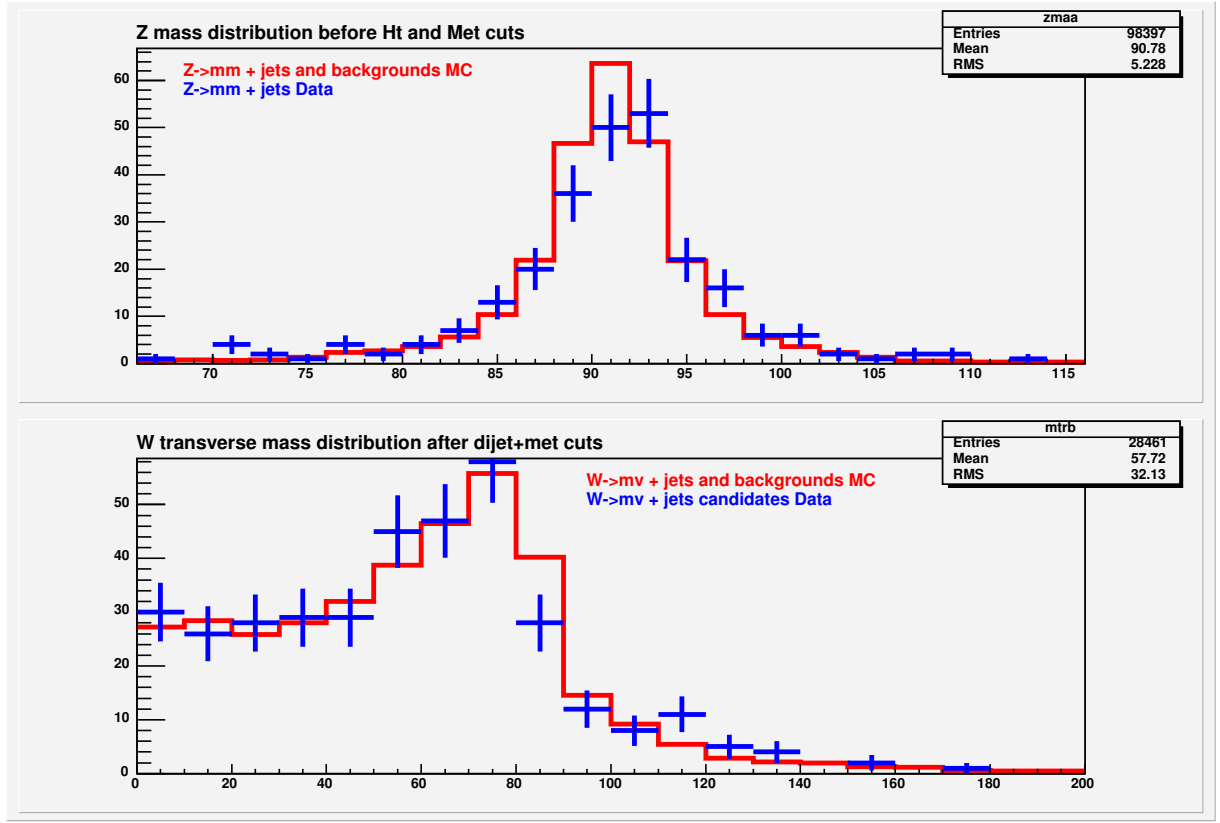 Z mass distribution before Ht and Met cuts
zmaa
Entries 98397
Mean 90.78
RMS 5.228
Z->mm + jets and backgrounds MC
Z->mm + jets Data
60
50
40
30
20
10
0
70 75 80 85 90 95 100 105 110 115
W transverse mass distribution after dijet+met cuts
mtrb
Entries 28461
Mean 57.72
RMS 32.13
W->mv + jets and backgrounds MC
W->mv + jets candidates Data
50
40
30
20
10
0
0 20 40 60 80 100 120 140 160 180 200